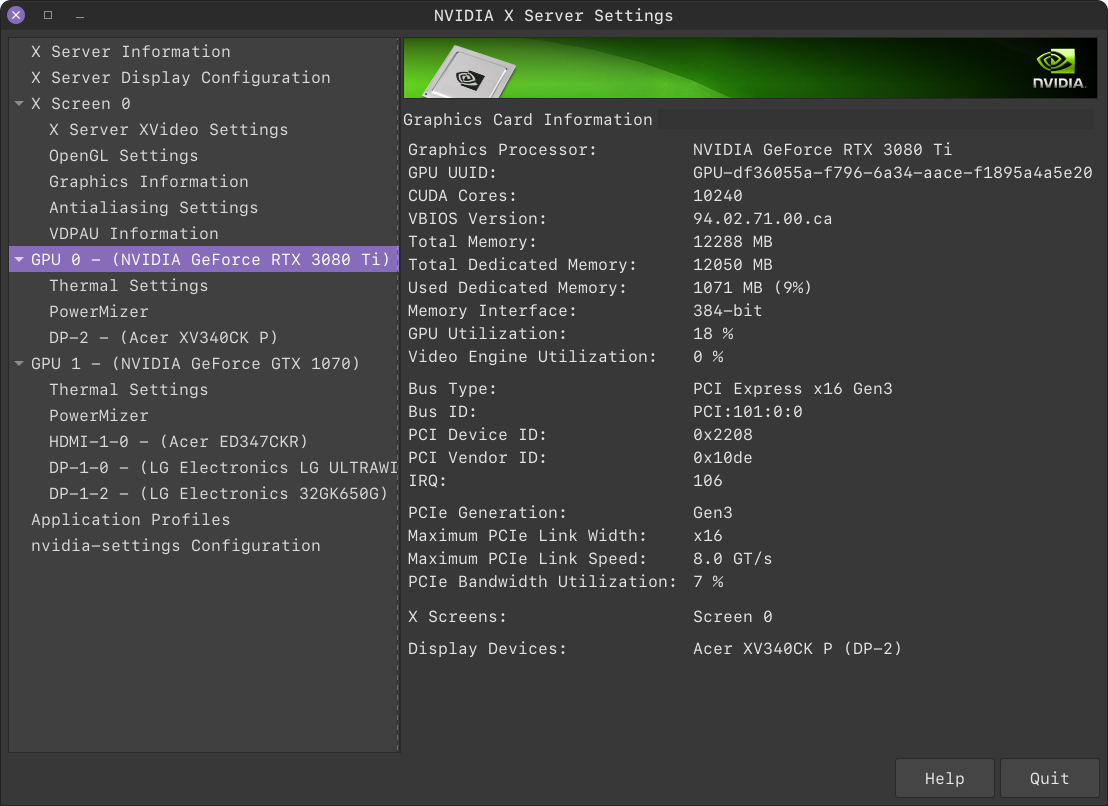 NVIDIA X Server Settings
X Server Information
X Server Display Configuration
X Screen 0
X Server XVideo Settings
OpenGL Settings
Graphics Information
Antialiasing Settings
VDPAU Information
GPU 0 - (NVIDIA GeForce RTX 3080 Ti)
Thermal Settings
PowerMizer
DP-2 - (Acer XV340CK P)
GPU 1 - (NVIDIA GeForce GTX 1070)
Thermal Settings
PowerMizer
HDMI-1-0 - (Acer ED347CKR)
DP-1-0 - (LG Electronics LG ULTRAWI
DP-1-2 - (LG Electronics 32GK650G)
Application Profiles
nvidia-settings Configuration
NVIDIA.
Graphics Card Information
Graphics Processor: NVIDIA GeForce RTX 3080 Ti
GPU UUID: GPU-df36055a-f796-6a34-aace-f1895a4a5e20
CUDA Cores: 10240
VBIOS Version: 94.02.71.00.ca
Total Memory: 12288 MB
Total Dedicated Memory: 12050 MB
Used Dedicated Memory: 1071 MB (9%)
Memory Interface: 384-bit
GPU Utilization: 18 %
Video Engine Utilization: 0 %
Bus Type: PCI Express x16 Gen3
Bus ID: PCI:101:0:0
PCI Device ID: 0x2208
PCI Vendor ID: 0x10de
IRQ: 106
PCIe Generation: Gen3
Maximum PCIe Link Width: x16
Maximum PCIe Link Speed: 8.0 GT/s
PCIe Bandwidth Utilization: 7 %
X Screens: Screen 0
Display Devices: Acer XV340CK P (DP-2)
Help
Quit